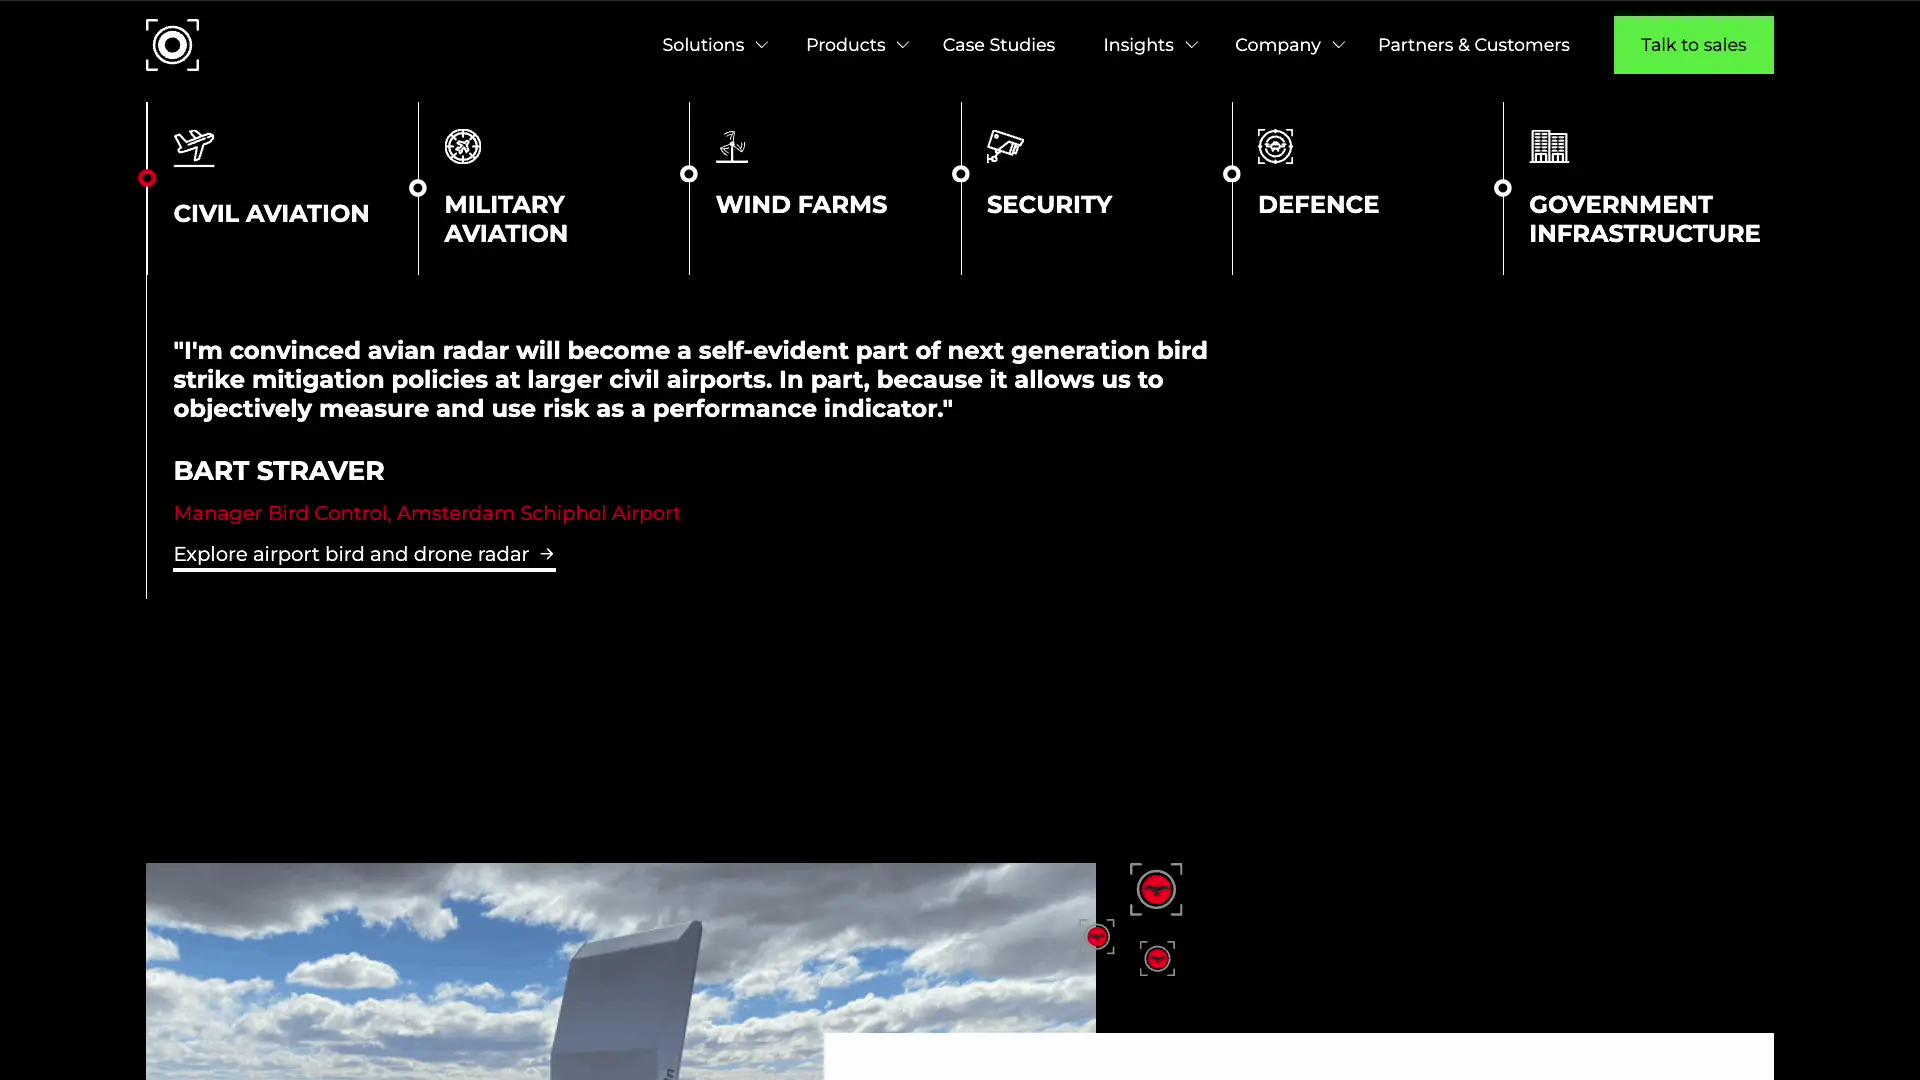 Solutions
Products
Case Studies
Insights
Company
Partners & Customers
Talk to sales
CIVIL AVIATION
MILITARY
AVIATION
WIND FARMS
SECURITY
DEFENCE
GOVERNMENT
INFRASTRUCTURE
"I'm convinced avian radar will become a self-evident part of next generation bird
strike mitigation policies at larger civil airports. In part, because it allows us to
objectively measure and use risk as a performance indicator."
BART STRAVER
Manager Bird Control, Amsterdam Schiphol Airport
Explore airport bird and drone radar →